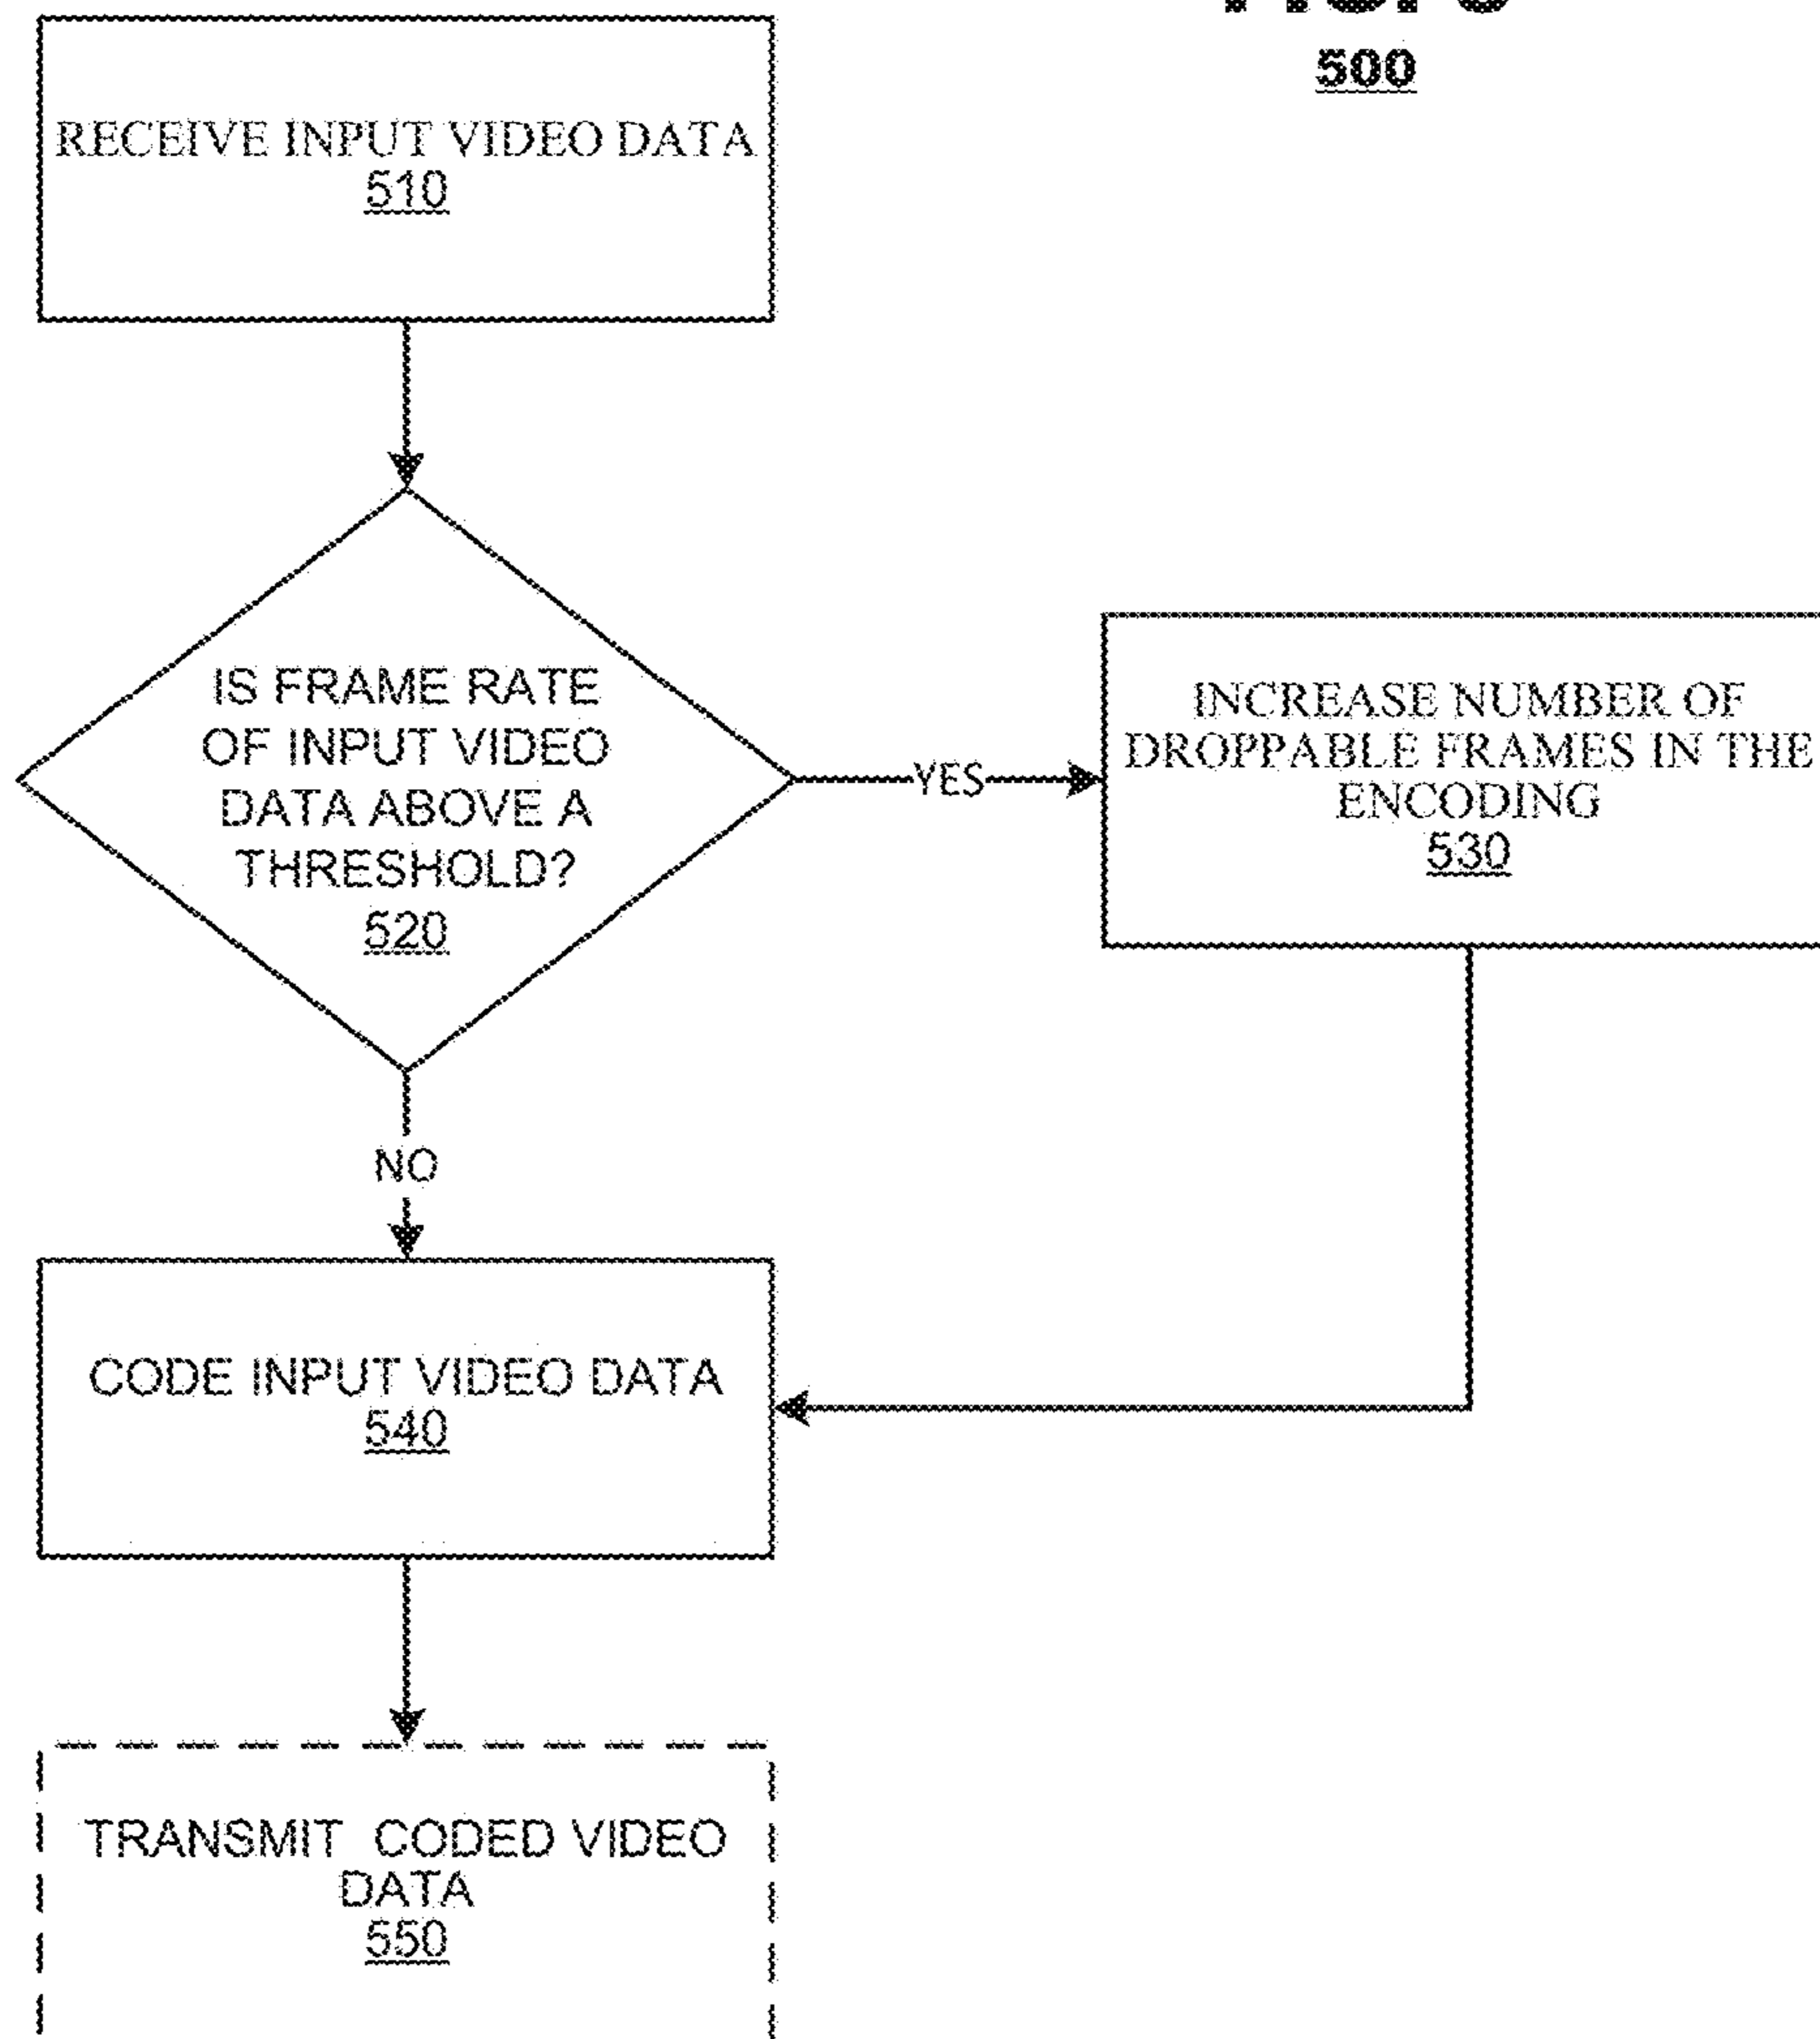 500
RECEIVE INPUT VIDEO DATA
510
IS FRAME RATE
OF INPUT VIDEO
DATA ABOVE A
THRESHOLD?
520
YES
INCREASE NUMBER OF
DROPPABLE FRAMES IN THE
ENCODING
530
NO
CODE INPUT VIDEO DATA
540
TRANSMIT CODED VIDEO
DATA
550